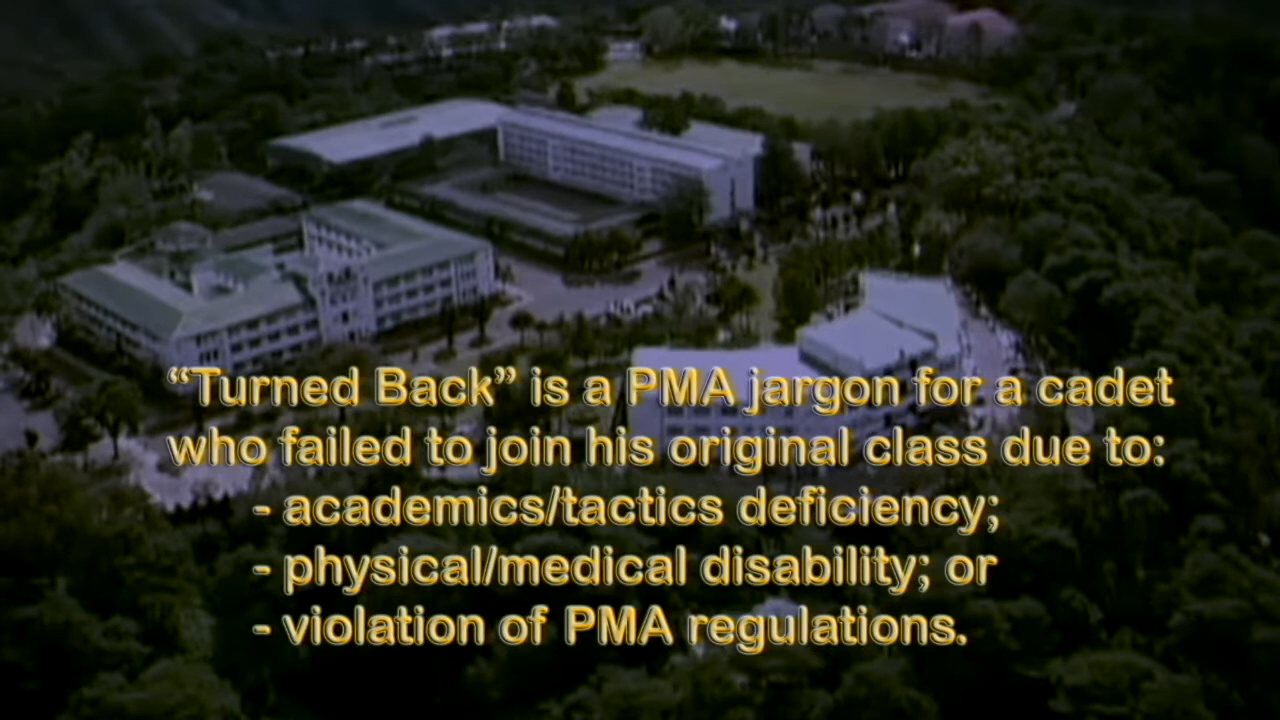 “Turned Back” is a PMA jargon for a cadet
who failed to join his original class due to:
- academics/tactics deficiency;
- physical/medical disability; or
- violation of PMA regulations.